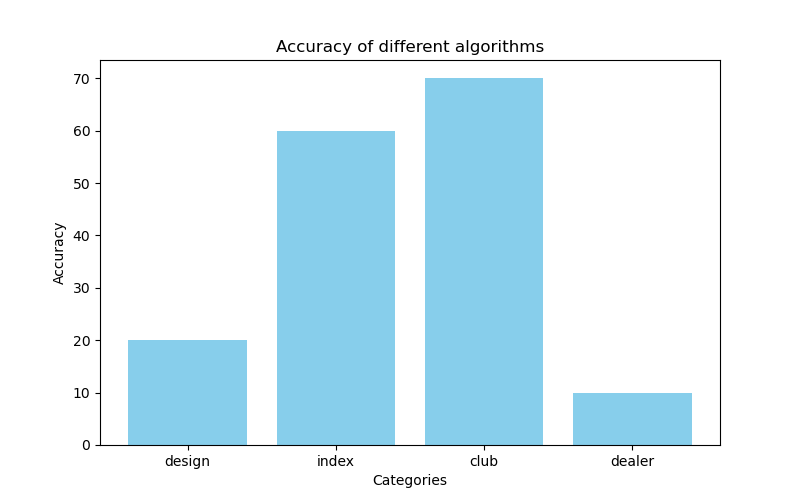 Accuracy of different algorithms
Accuracy
70
60
50
40
30
20
10
0
design index club dealer
Categories